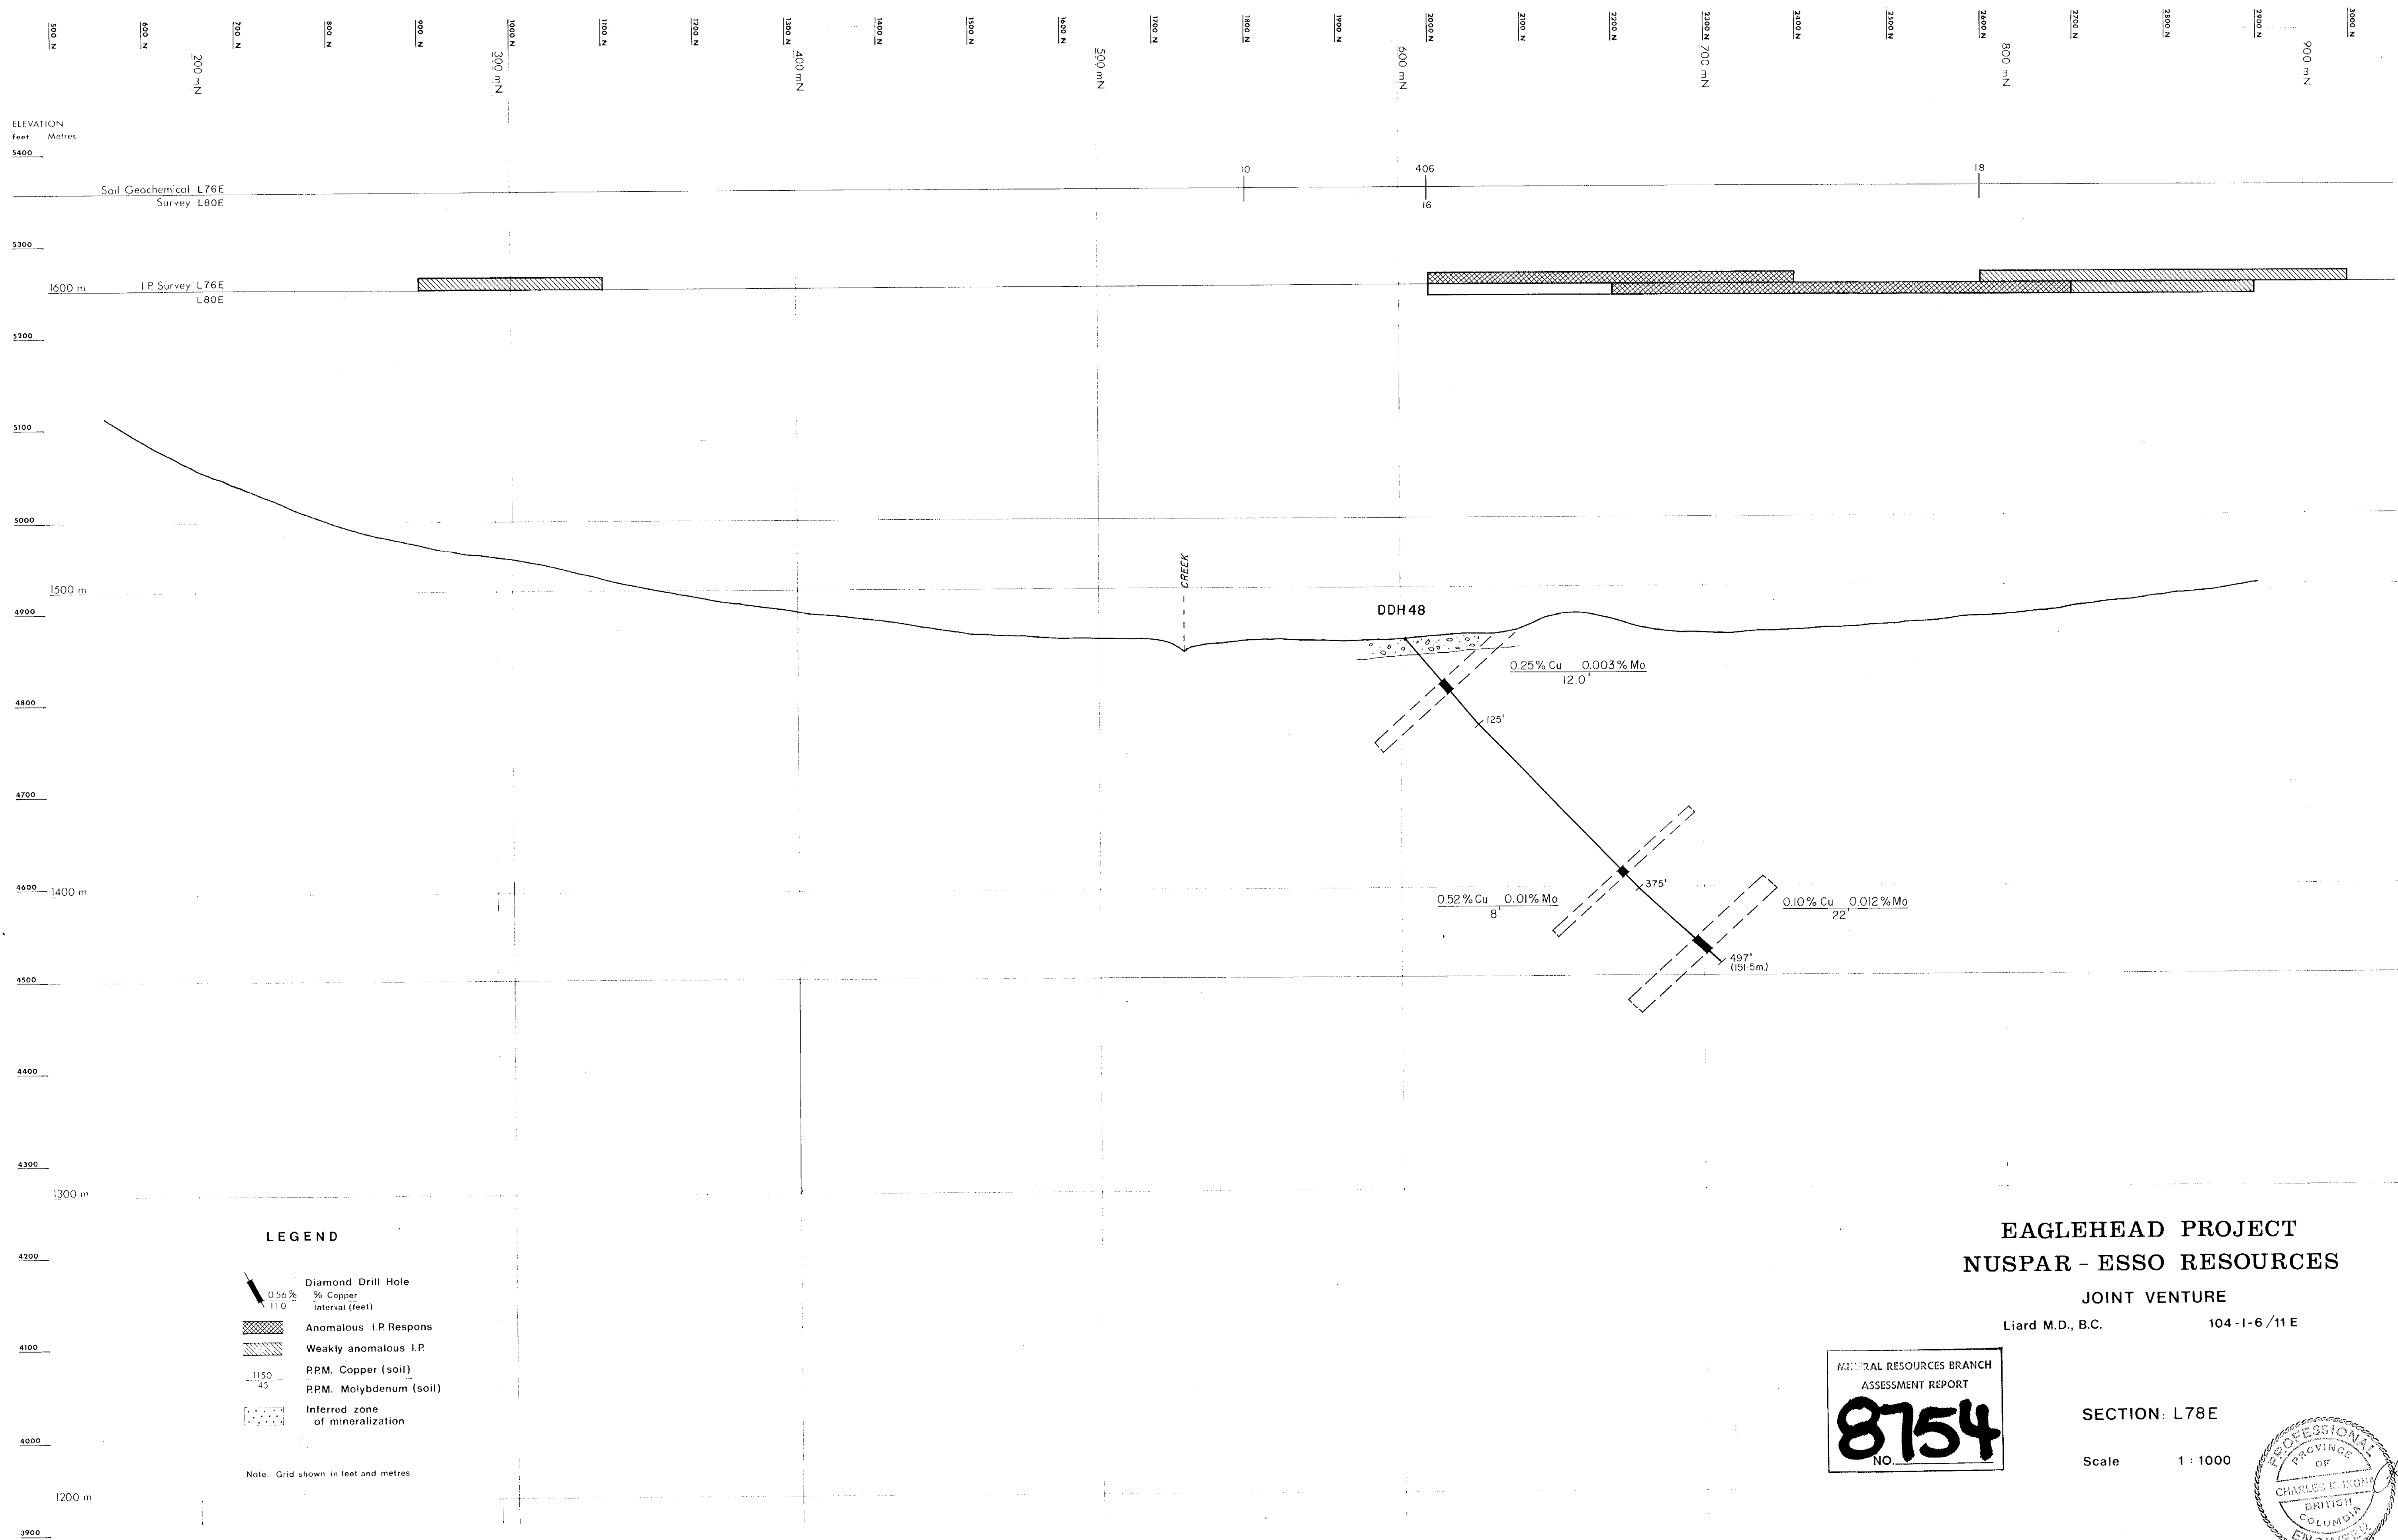 500 N 600 N 700 N 800 N 900 N 1000 N 1100 N 1200 N 1300 N 1400 N 1500 N 1600 N 1700 N 1800 N 1900 N 2000 N 2100 N 2200 N 2300 N 2400 N 2500 N 2600 N 2700 N 2800 N 2900 N 3000 N
200 mN 300 mN 400 mN 500 mN 600 mN 700 mN 800 mN 900 mN
ELEVATION
Feet Metres
5400
10 406 18
Soil Geochemical L76E
Survey L80E
16
5300
1600 m I.P. Survey L76E
L80E
5200
5100
5000
CREEK
1500 m
4900
DDH48
0.25% Cu 0.003% Mo
12.0'
4800
125'
4700
4600 1400 m
375'
0.52% Cu 0.01% Mo
8'
0.10% Cu 0.012% Mo
22'
497'
(151·5m.)
4500
4400
4300
1300 m
4200
4100
4000
1200 m
3900
LEGEND
Diamond Drill Hole
0.56% % Copper
11.0 Interval (feet)
Anomalous I.P. Respons
Weakly anomalous I.P.
1150 P.P.M. Copper (soil)
45 P.P.M. Molybdenum (soil)
Inferred zone
of mineralization
Note: Grid shown in feet and metres
EAGLEHEAD PROJECT
NUSPAR - ESSO RESOURCES
JOINT VENTURE
Liard M.D., B.C. 104-I-6/11 E
MINERAL RESOURCES BRANCH
ASSESSMENT REPORT
8754
NO.
SECTION: L78E
Scale 1 : 1000
PROFESSIONAL
PROVINCE
OF
CHARLES K. IKONA
BRITISH
COLUMBIA
ENGINEER